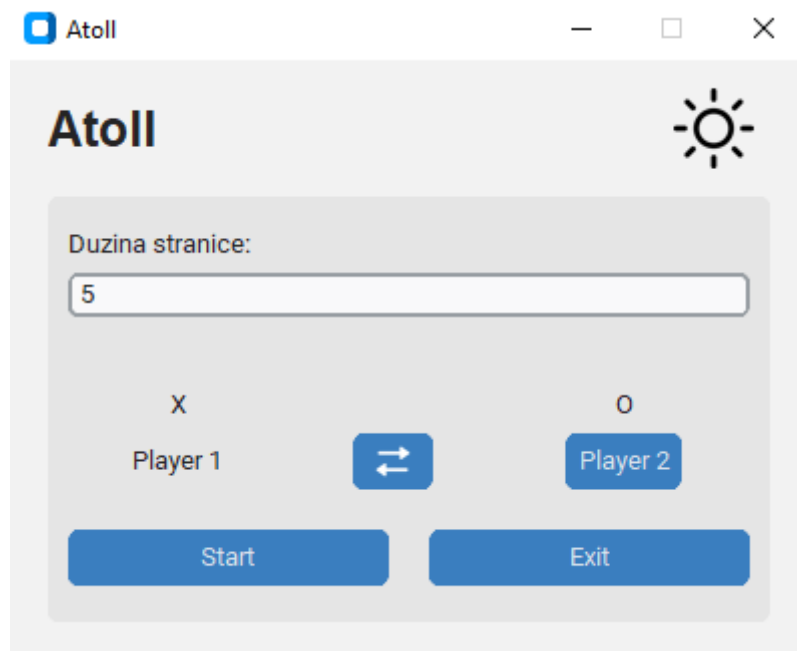 Atoll
Atoll
Duzina stranice:
5
X O
Player 1 Player 2
Start Exit